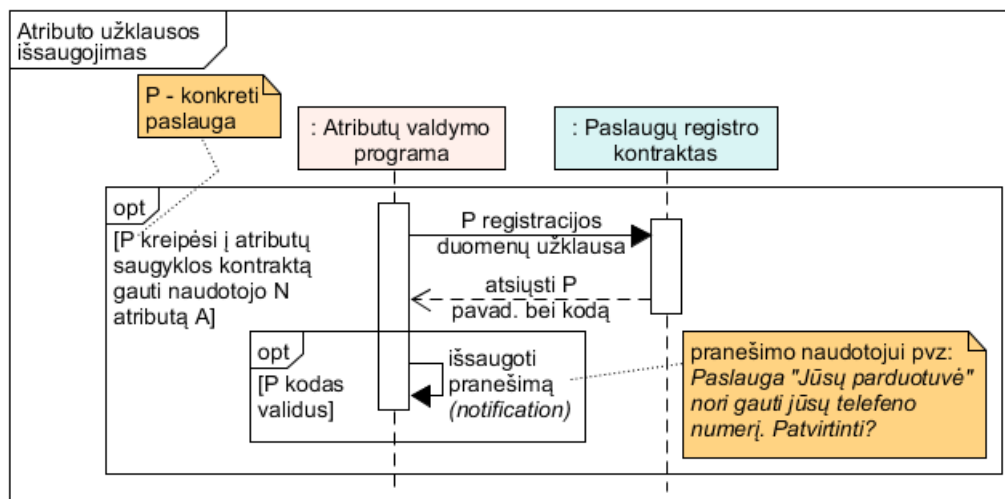 Atributo užklausos
išsaugojimas
P - konkreti
paslauga
: Atributų valdymo
programa
: Paslaugų registro
kontraktas
opt
[P kreipėsi į atributų
saugyklos kontraktą
gauti naudotojo N
atributą A]
P registracijos
duomenų užklausa
atsiųsti P
pavad. bei kodą
opt
[P kodas
validus]
išsaugoti
pranešimą
(notification)
pranešimo naudotojui pvz:
Paslauga "Jūsų parduotuvė"
nori gauti jūsų telefeno
numerį. Patvirtinti?